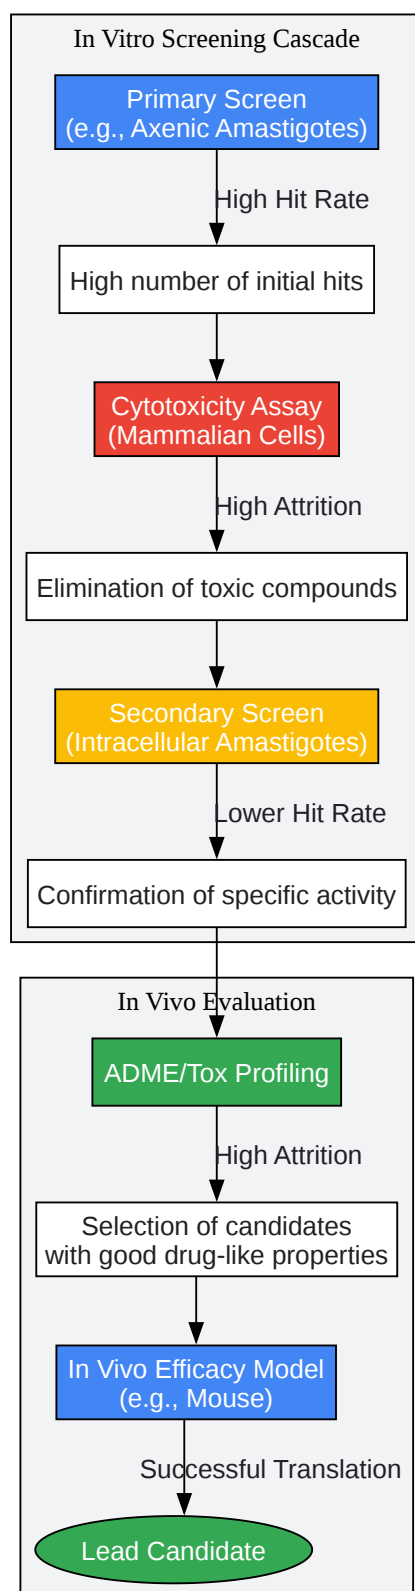 In Vitro Screening Cascade
Primary Screen
(e.g., Axenic Amastigotes)
High Hit Rate
High number of initial hits
Cytotoxicity Assay
(Mammalian Cells)
High Attrition
Elimination of toxic compounds
Secondary Screen
(Intracellular Amastigotes)
Lower Hit Rate
Confirmation of specific activity
In Vivo Evaluation
ADME/Tox Profiling
High Attrition
Selection of candidates
with good drug-like properties
In Vivo Efficacy Model
(e.g., Mouse)
Successful Translation
Lead Candidate